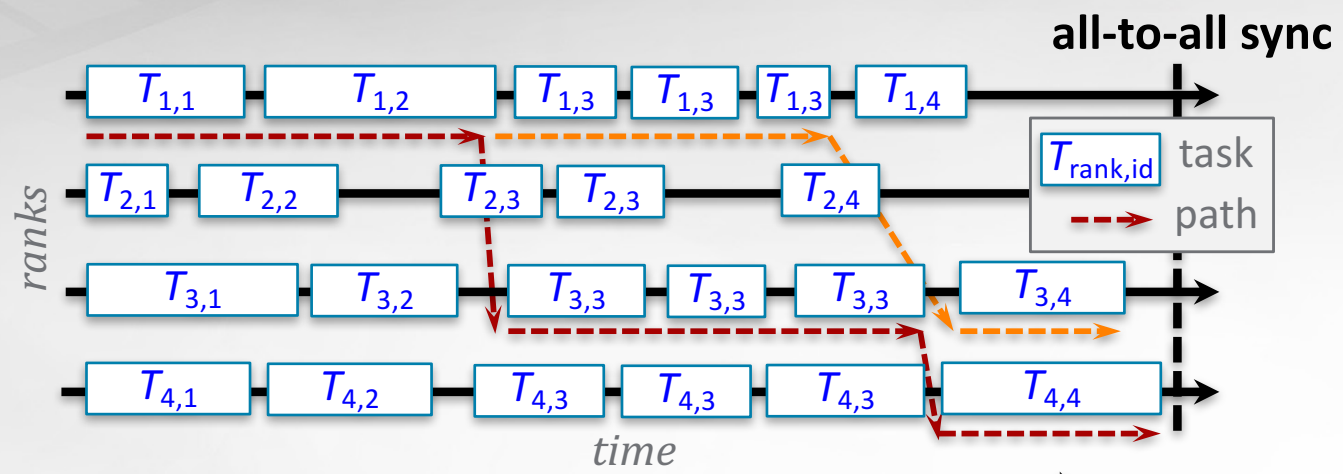 all-to-all sync
T1,1 T1,2 T1,3 T1,3 T1,3 T1,4
Trank,id task
path
ranks
T2,1 T2,2 T2,3 T2,3 T2,4
T3,1 T3,2 T3,3 T3,3 T3,3 T3,4
T4,1 T4,2 T4,3 T4,3 T4,3 T4,4
time